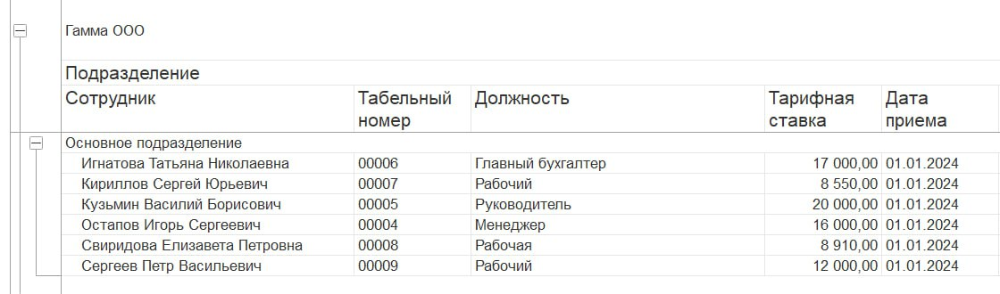 Гамма ООО
Подразделение
Сотрудник Табельный номер Должность Тарифная ставка Дата приема
Основное подразделение
Игнатова Татьяна Николаевна 00006 Главный бухгалтер 17 000,00 01.01.2024
Кириллов Сергей Юрьевич 00007 Рабочий 8 550,00 01.01.2024
Кузьмин Василий Борисович 00005 Руководитель 20 000,00 01.01.2024
Остапов Игорь Сергеевич 00004 Менеджер 16 000,00 01.01.2024
Свиридова Елизавета Петровна 00008 Рабочая 8 910,00 01.01.2024
Сергеев Петр Васильевич 00009 Рабочий 12 000,00 01.01.2024